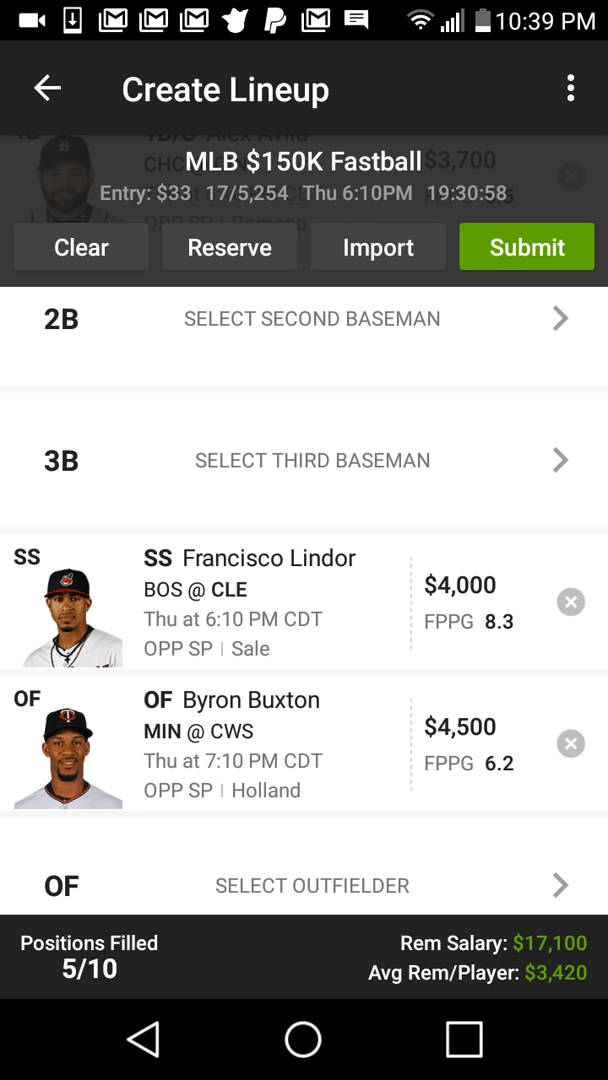 10:39 PM
Create Lineup
MLB $150K Fastball
$3,700
Entry: $33 17/5,254 Thu 6:10PM 19:30:58
Clear Reserve Import Submit
2B SELECT SECOND BASEMAN
3B SELECT THIRD BASEMAN
SS SS Francisco Lindor
BOS @ CLE
$4,000
Thu at 6:10 PM CDT
FPPG 8.3
OPP SP | Sale
OF OF Byron Buxton
MIN @ CWS
$4,500
Thu at 7:10 PM CDT
FPPG 6.2
OPP SP | Holland
OF SELECT OUTFIELDER
Positions Filled
5/10
Rem Salary: $17,100
Avg Rem/Player: $3,420